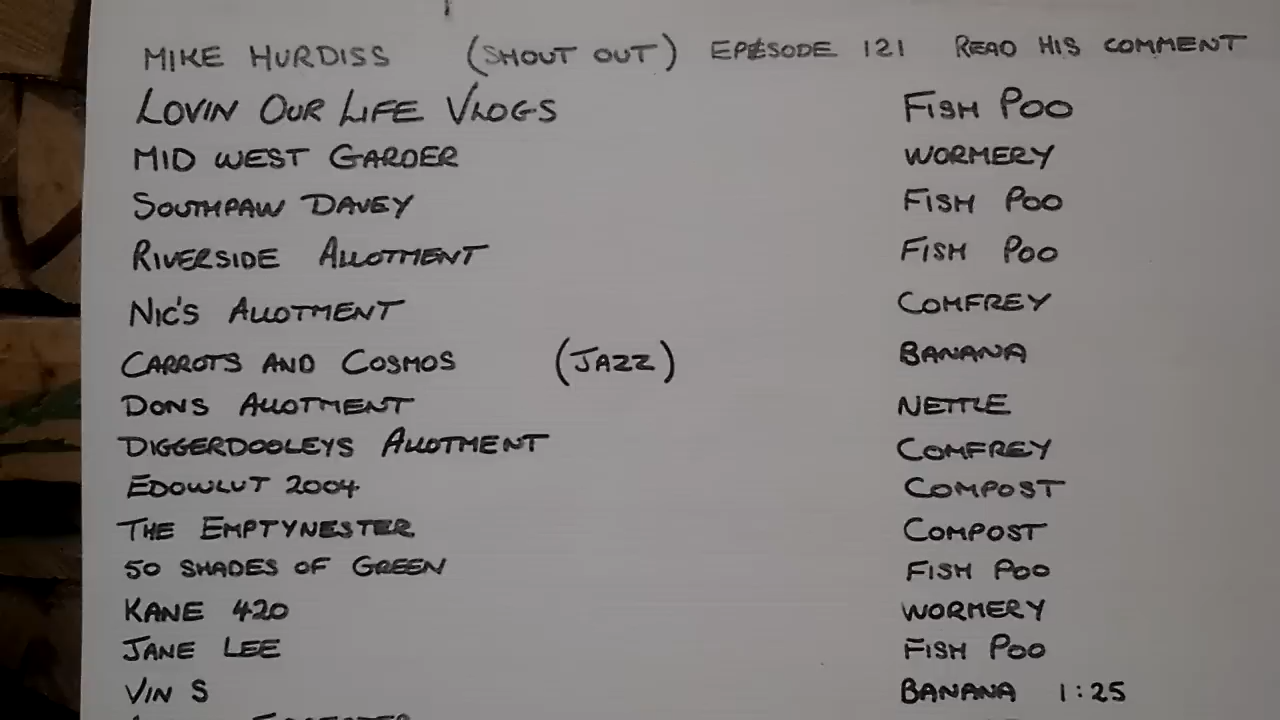 MIKE HURDISS (SHOUT OUT) EPISODE 121 READ HIS COMMENT
LOVIN OUR LIFE VLOGS FISH POO
MID WEST GARDER WORMERY
SOUTHPAW DAVEY FISH POO
RIVERSIDE ALLOTMENT FISH POO
NIC'S ALLOTMENT COMFREY
CARROTS AND COSMOS (JAZZ) BANANA
DONS ALLOTMENT NETTLE
DIGGERDOOLEYS ALLOTMENT COMFREY
EDOWLUT 2004 COMPOST
THE EMPTYNESTER COMPOST
50 SHADES OF GREEN FISH POO
KANE 420 WORMERY
JANE LEE FISH POO
VIN S BANANA 1:25